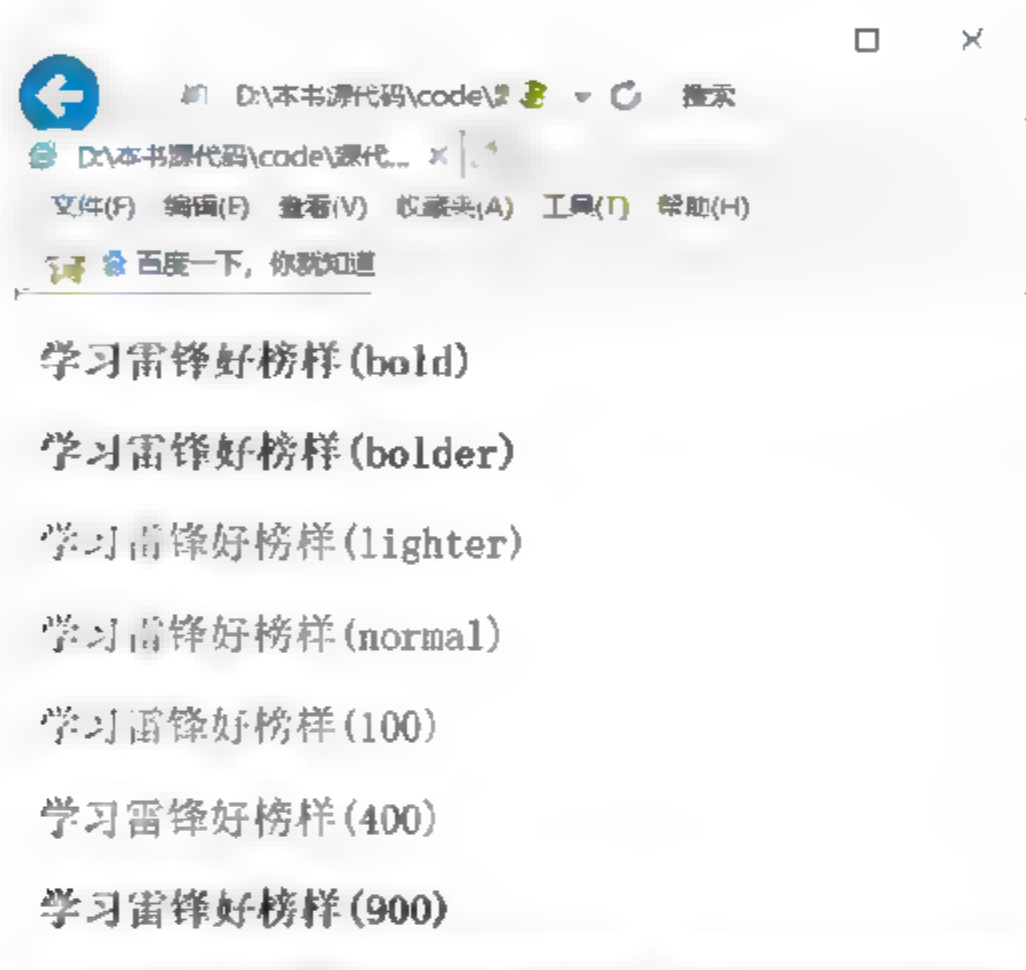 D:\本书源代码\code\ 搜索
D:\本书源代码\code\源代...
文件(F) 编辑(E) 查看(V) 收藏夹(A) 工具(T) 帮助(H)
百度一下，你就知道
学习雷锋好榜样(bold)
学习雷锋好榜样(bolder)
学习雷锋好榜样(lighter)
学习雷锋好榜样(normal)
学习雷锋好榜样(100)
学习雷锋好榜样(400)
学习雷锋好榜样(900)